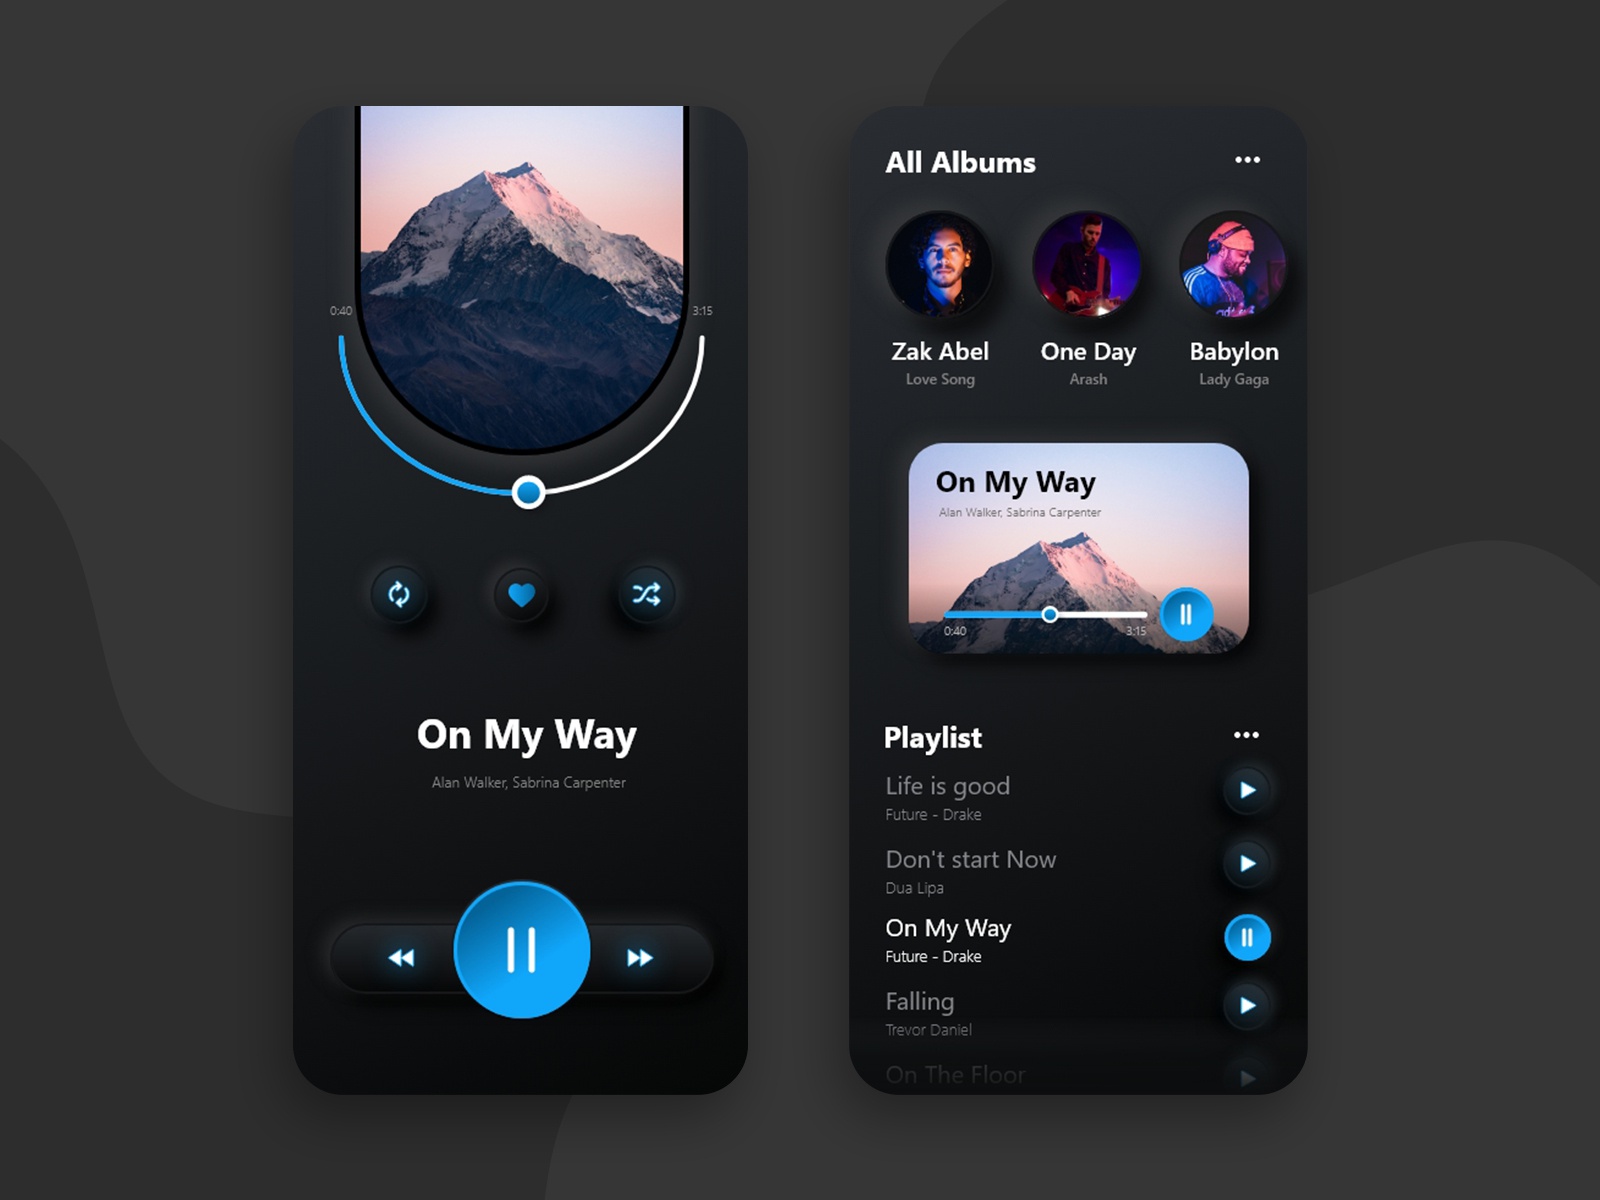 0:40
3:15
On My Way
Alan Walker, Sabrina Carpenter
All Albums
Zak Abel
Love Song
One Day
Arash
Babylon
Lady Gaga
On My Way
Alan Walker, Sabrina Carpenter
0:40
3:15
Playlist
Life is good
Future - Drake
Don't start Now
Dua Lipa
On My Way
Future - Drake
Falling
Trevor Daniel
On The Floor